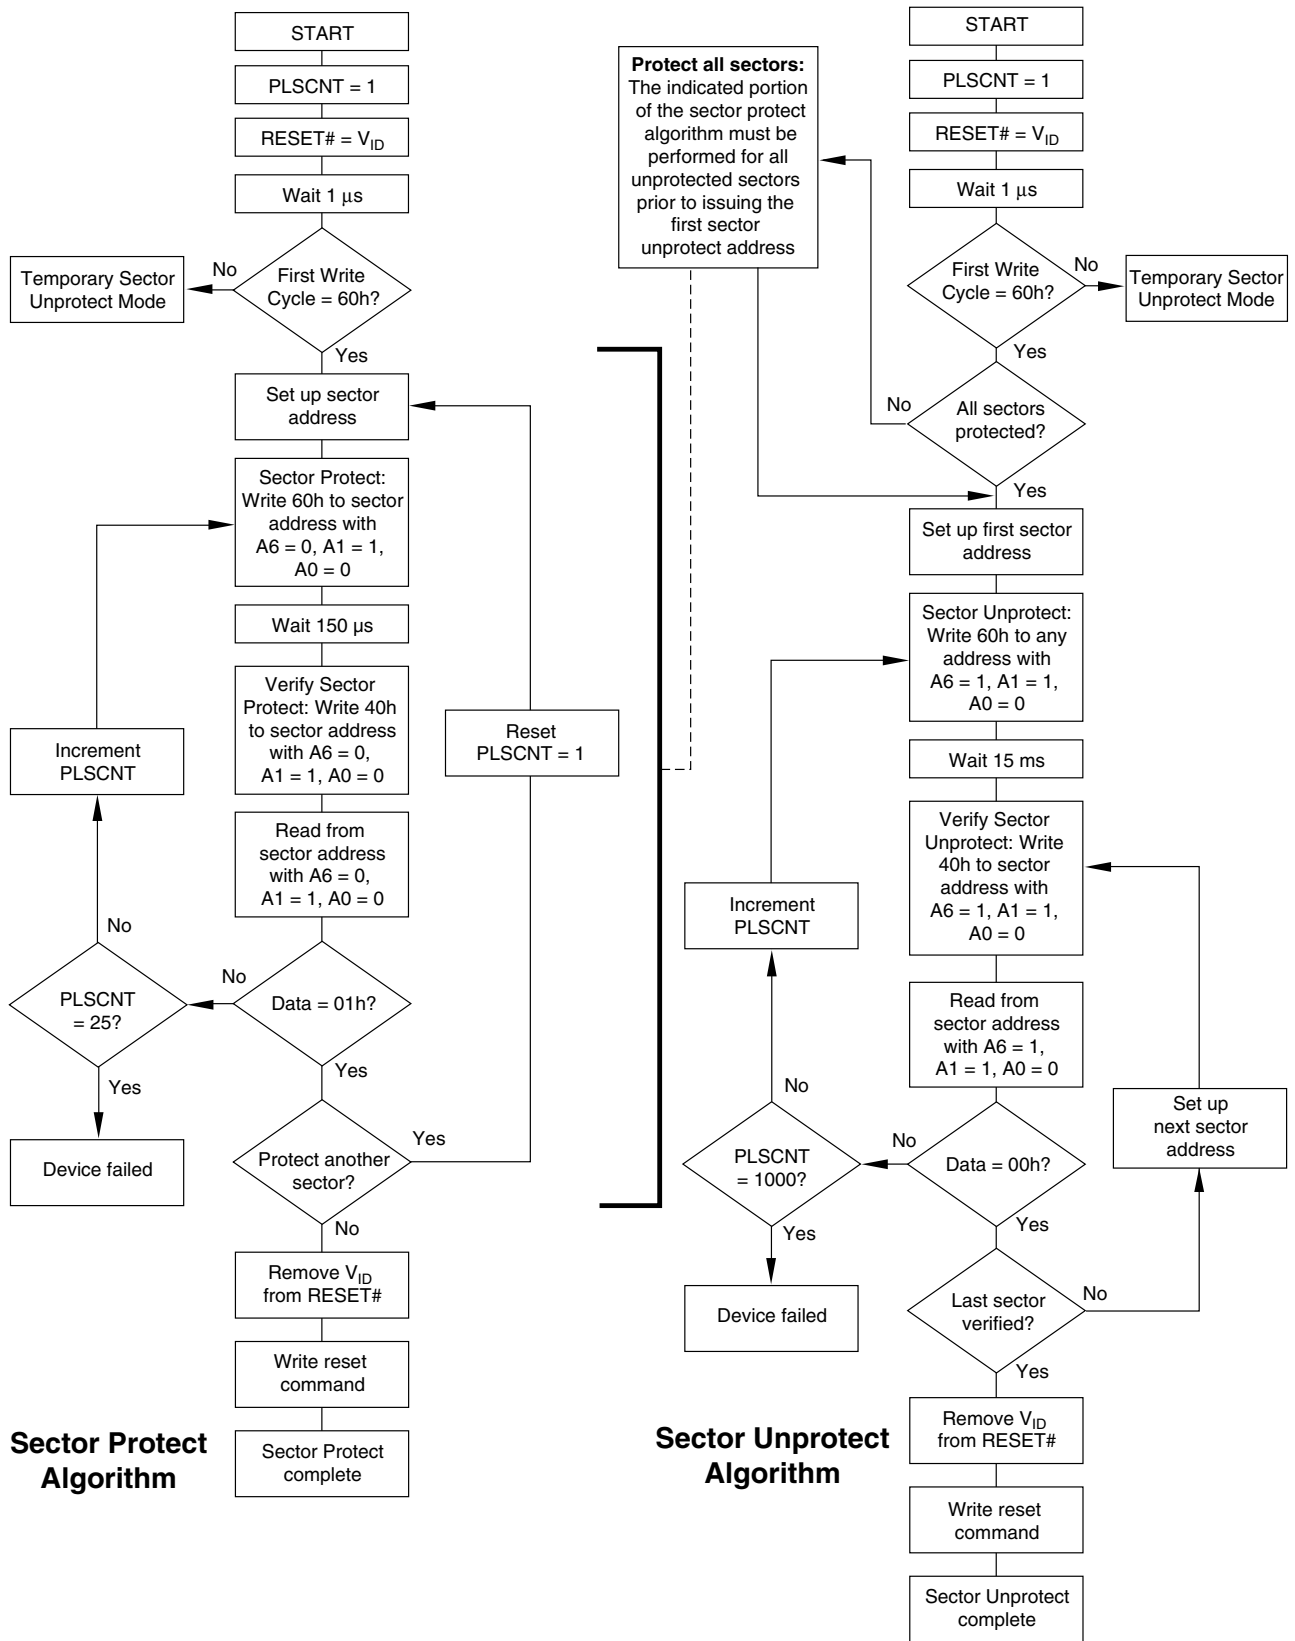 START
PLSCNT = 1
RESET# = VID
Wait 1 μs
First Write
Cycle = 60h?
No
Temporary Sector
Unprotect Mode
Yes
Set up sector
address
Sector Protect:
Write 60h to sector
address with
A6 = 0, A1 = 1,
A0 = 0
Wait 150 µs
Verify Sector
Protect: Write 40h
to sector address
with A6 = 0,
A1 = 1, A0 = 0
Increment
PLSCNT
Reset
PLSCNT = 1
Read from
sector address
with A6 = 0,
A1 = 1, A0 = 0
No
PLSCNT
= 25?
No
Data = 01h?
Yes
Yes
Device failed
Protect another
sector?
Yes
No
Remove VID
from RESET#
Write reset
command
Sector Protect
complete
Sector Protect
Algorithm
Protect all sectors:
The indicated portion
of the sector protect
algorithm must be
performed for all
unprotected sectors
prior to issuing the
first sector
unprotect address
START
PLSCNT = 1
RESET# = VID
Wait 1 μs
First Write
Cycle = 60h?
No
Temporary Sector
Unprotect Mode
Yes
No
All sectors
protected?
Yes
Set up first sector
address
Sector Unprotect:
Write 60h to any
address with
A6 = 1, A1 = 1,
A0 = 0
Wait 15 ms
Verify Sector
Unprotect: Write
40h to sector
address with
A6 = 1, A1 = 1,
A0 = 0
Increment
PLSCNT
Read from
sector address
with A6 = 1,
A1 = 1, A0 = 0
No
Set up
next sector
address
No
PLSCNT
= 1000?
Data = 00h?
Yes
Yes
Device failed
Last sector
verified?
No
Yes
Remove VID
from RESET#
Sector Unprotect
Algorithm
Write reset
command
Sector Unprotect
complete